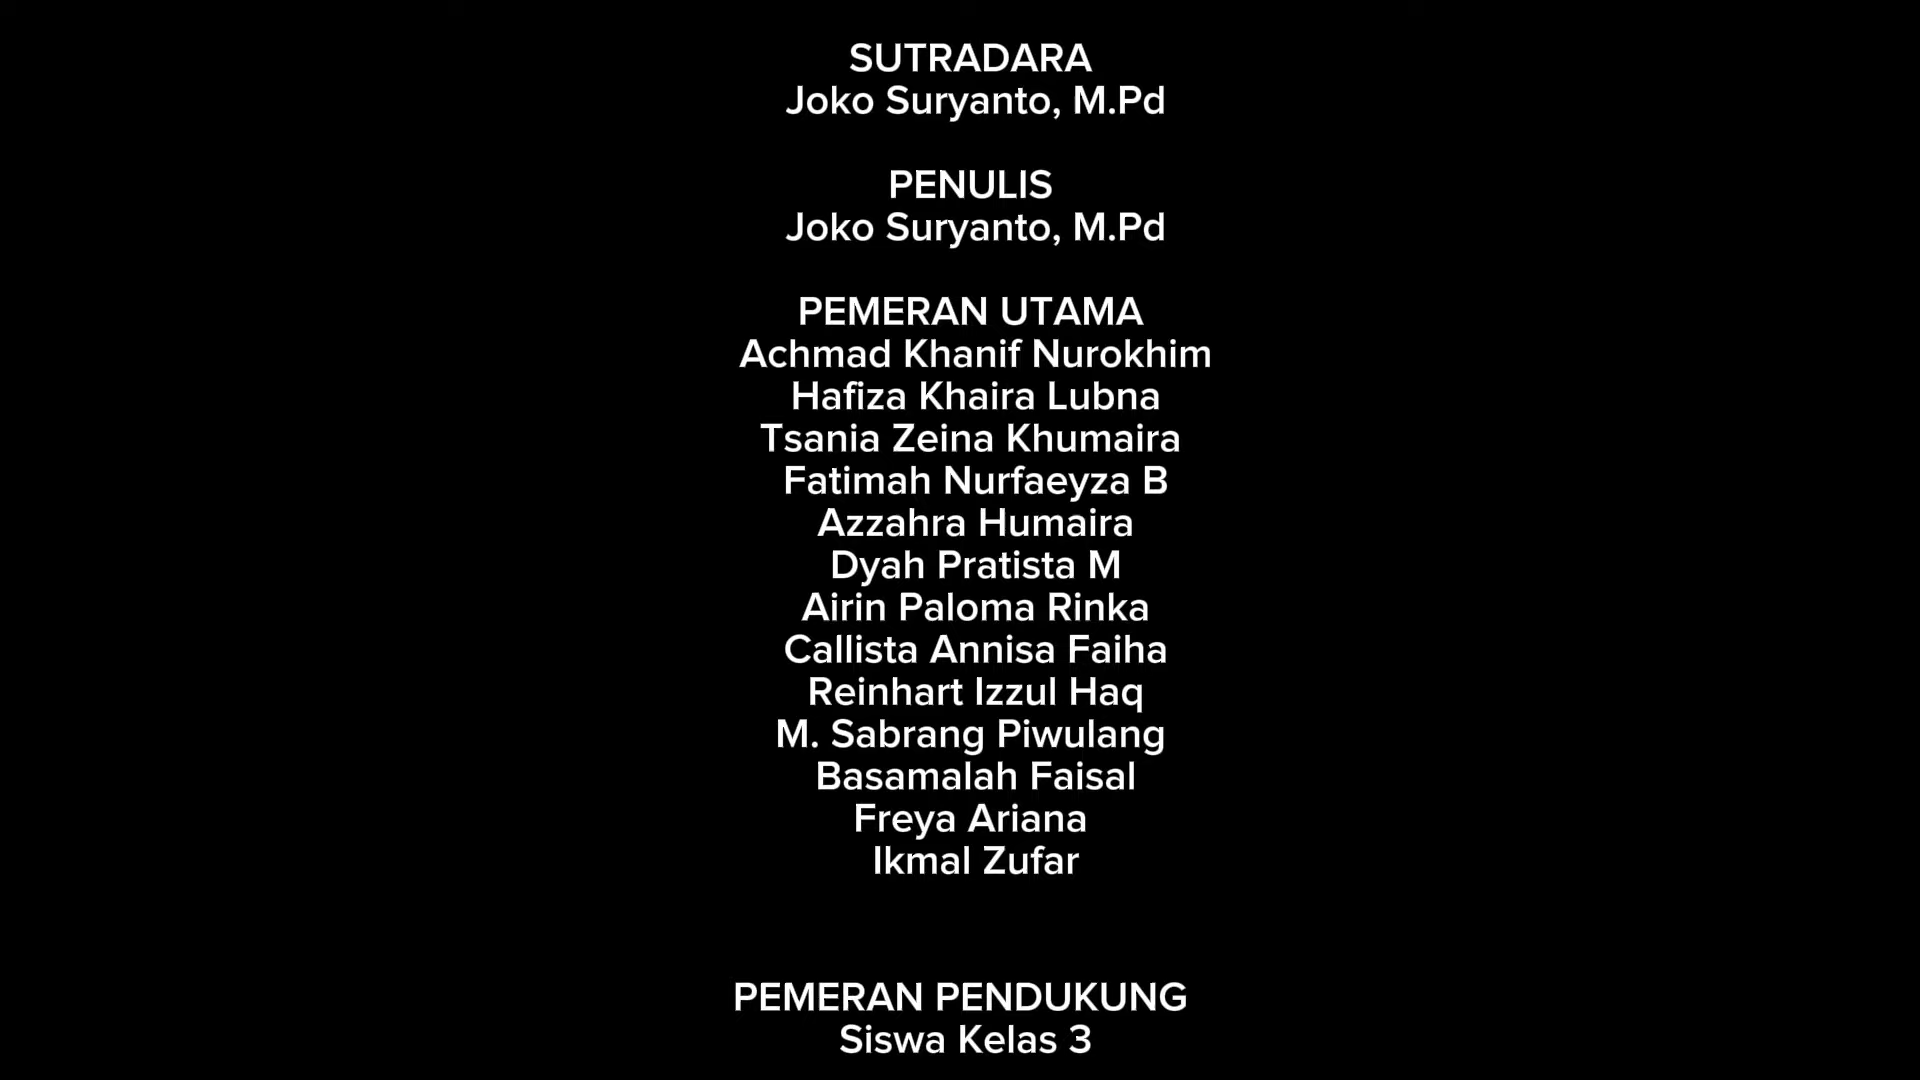 SUTRADARA
Joko Suryanto, M.Pd
PENULIS
Joko Suryanto, M.Pd
PEMERAN UTAMA
Achmad Khanif Nurokhim
Hafiza Khaira Lubna
Tsania Zeina Khumaira
Fatimah Nurfaeyza B
Azzahra Humaira
Dyah Pratista M
Airin Paloma Rinka
Callista Annisa Faiha
Reinhart Izzul Haq
M. Sabrang Piwulang
Basamalah Faisal
Freya Ariana
Ikmal Zufar
PEMERAN PENDUKUNG
Siswa Kelas 3